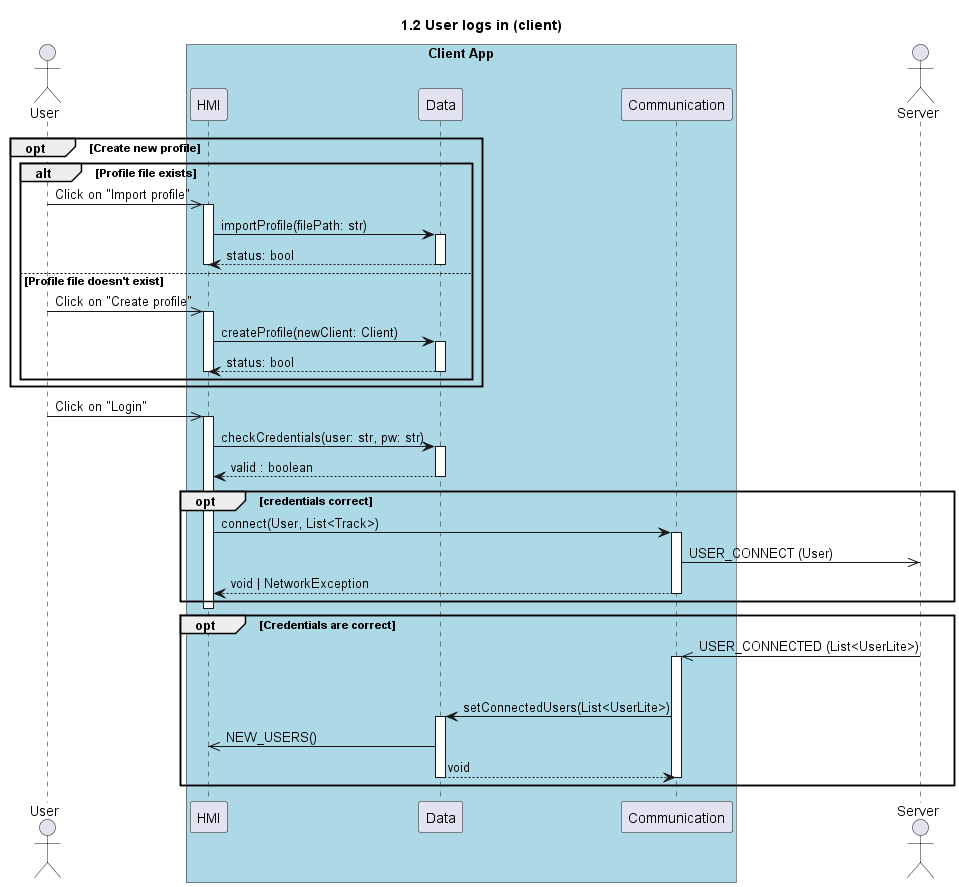 1.2 User logs in (client)
Client App
User
HMI
Data
Communication
Server
opt [Create new profile]
alt [Profile file exists]
Click on "Import profile"
importProfile(filePath: str)
status: bool
[Profile file doesn't exist]
Click on "Create profile"
createProfile(newClient: Client)
status: bool
Click on "Login"
checkCredentials(user: str, pw: str)
valid : boolean
opt [credentials correct]
connect(User, List<Track>)
USER_CONNECT (User)
void | NetworkException
opt [Credentials are correct]
USER_CONNECTED (List<UserLite>)
setConnectedUsers(List<UserLite>)
NEW_USERS()
void
User
HMI
Data
Communication
Server